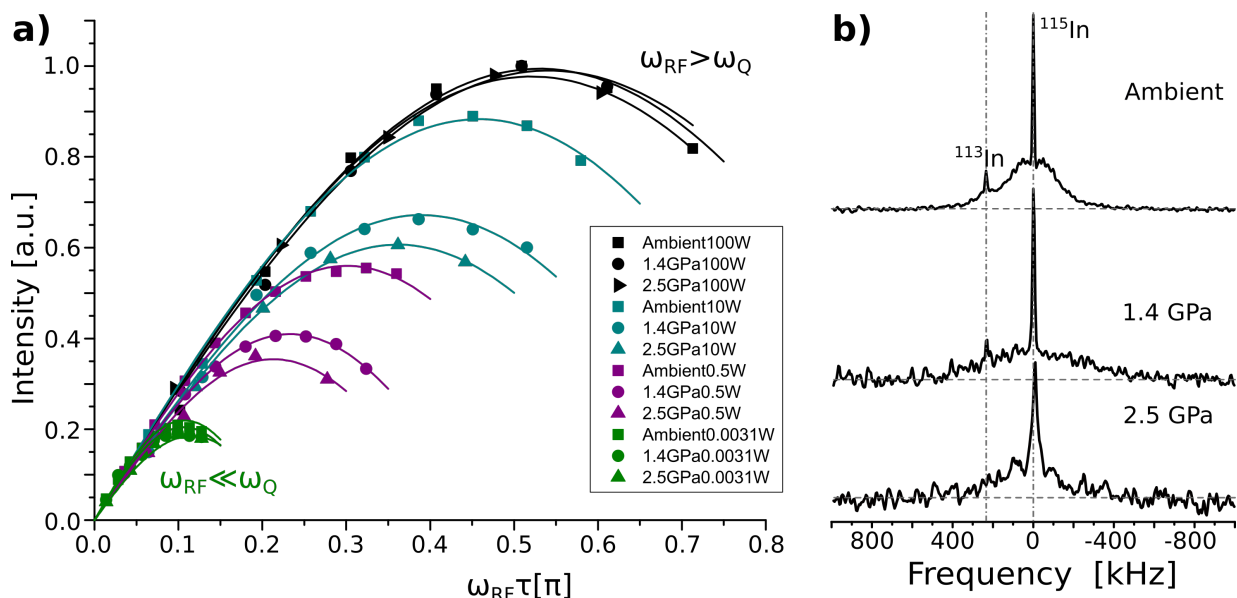 a)
Intensity [a.u.]
1.0
0.8
0.6
0.4
0.2
0.0
0.0 0.1 0.2 0.3 0.4 0.5 0.6 0.7 0.8
ω_RF τ[π]
ω_RF>ω_Q
ω_RF≪ω_Q
Ambient100W
1.4GPa100W
2.5GPa100W
Ambient10W
1.4GPa10W
2.5GPa10W
Ambient0.5W
1.4GPa0.5W
2.5GPa0.5W
Ambient0.0031W
1.4GPa0.0031W
2.5GPa0.0031W
b)
¹¹⁵In
Ambient
¹¹³In
1.4 GPa
2.5 GPa
800 400 0 -400 -800
Frequency [kHz]